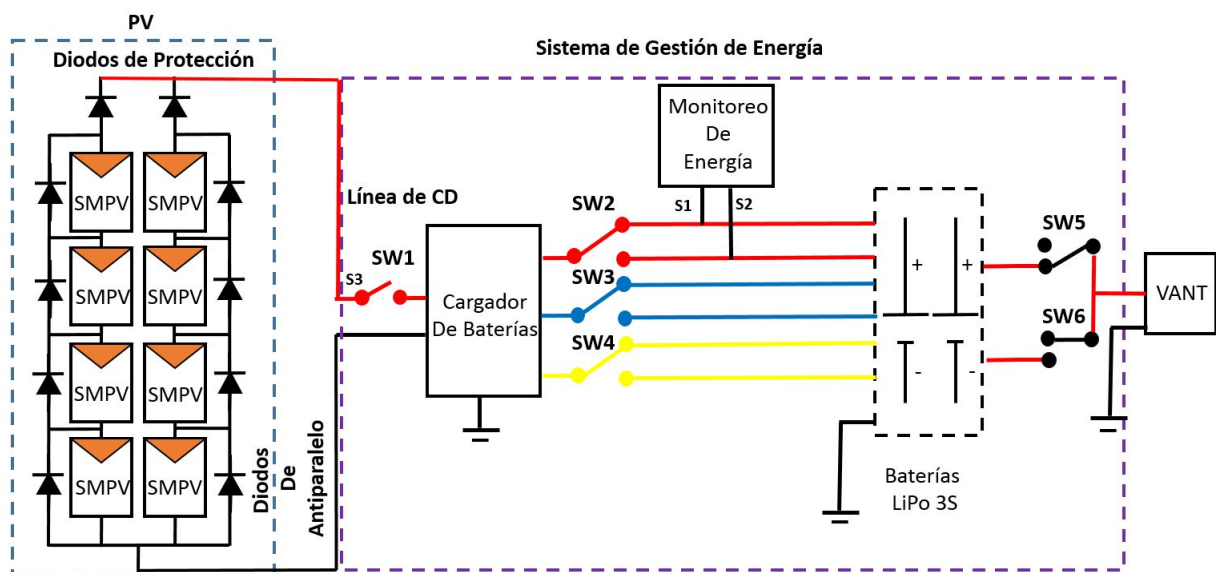 PV
Diodos de Protección
SMPV
SMPV
SMPV
SMPV
SMPV
SMPV
SMPV
SMPV
Diodos
De
Antiparalelo
Sistema de Gestión de Energía
Línea de CD
S3
SW1
Cargador
De Baterías
SW2
SW3
SW4
Monitoreo
De
Energía
S1
S2
+
+
-
-
Baterías
LiPo 3S
SW5
SW6
VANT